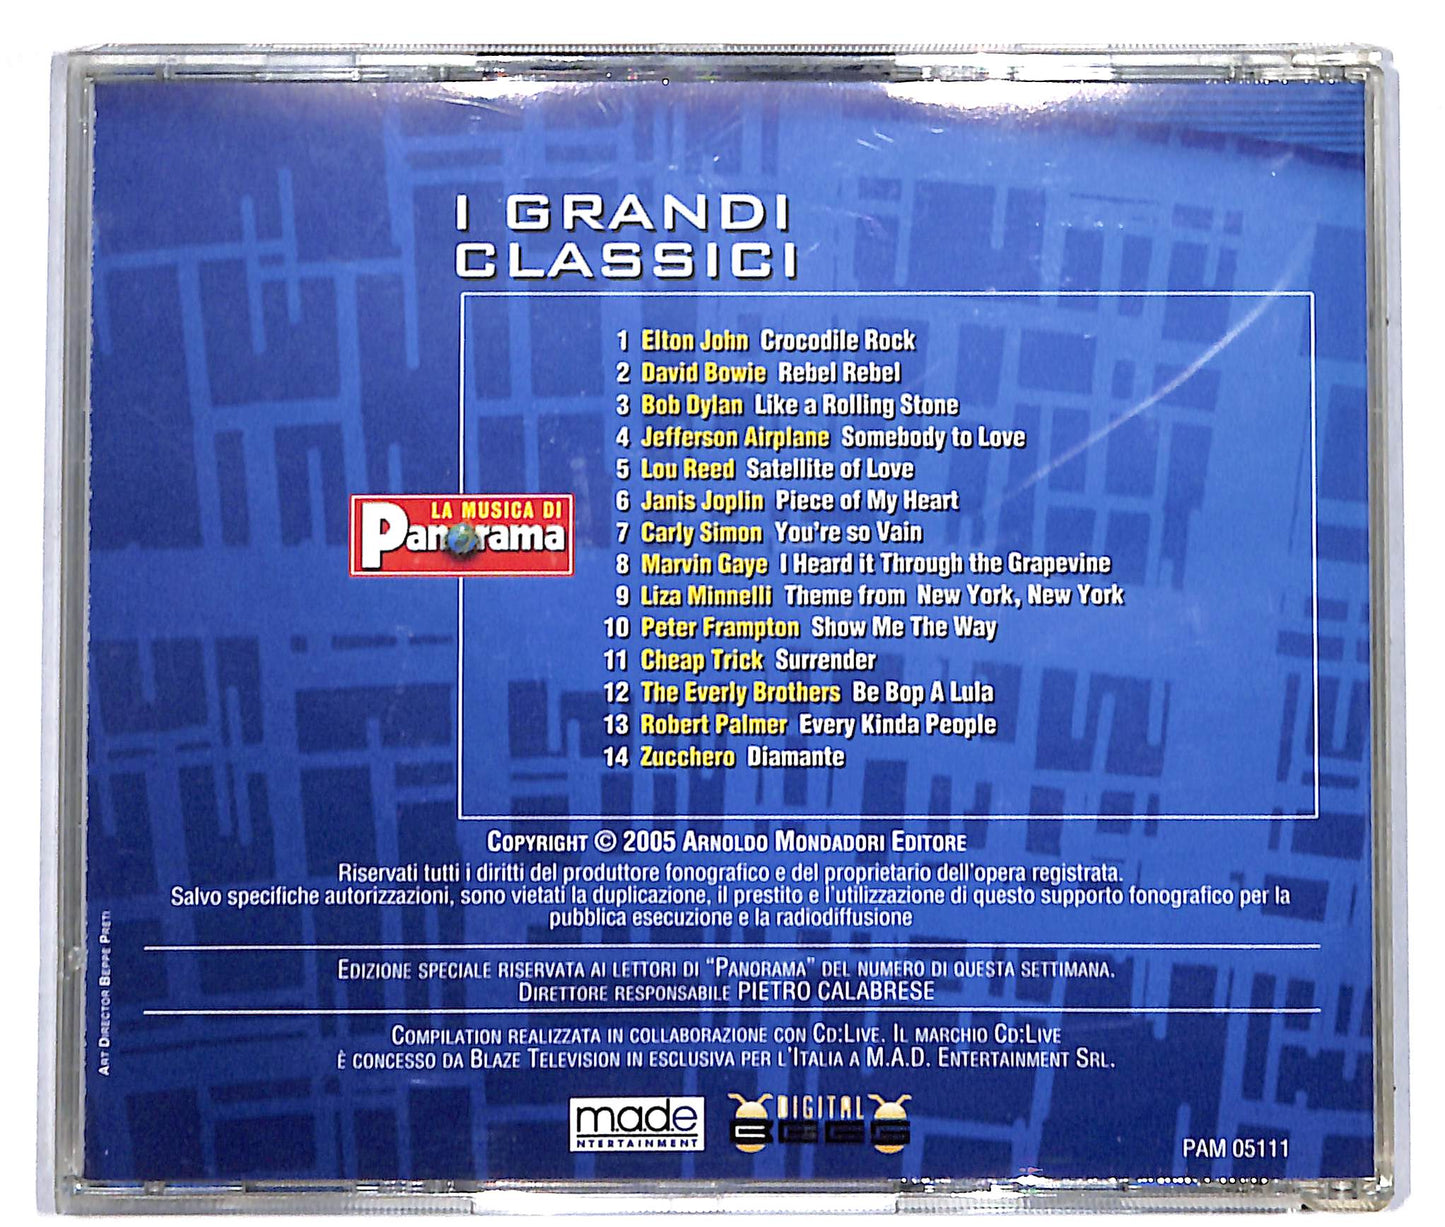 I GRANDI
CLASSICI
1 Elton John Crocodile Rock
2 David Bowie Rebel Rebel
3 Bob Dylan Like a Rolling Stone
4 Jefferson Airplane Somebody to Love
5 Lou Reed Satellite of Love
6 Janis Joplin Piece of My Heart
7 Carly Simon You're so Vain
8 Marvin Gaye I Heard it Through the Grapevine
9 Liza Minnelli Theme from New York, New York
10 Peter Frampton Show Me The Way
11 Cheap Trick Surrender
12 The Everly Brothers Be Bop A Lula
13 Robert Palmer Every Kinda People
14 Zucchero Diamante
LA MUSICA DI
Panorama
COPYRIGHT © 2005 ARNOLDO MONDADORI EDITORE
Riservati tutti i diritti del produttore fonografico e del proprietario dell'opera registrata.
Salvo specifiche autorizzazioni, sono vietati la duplicazione, il prestito e l'utilizzazione di questo supporto fonografico per la
pubblica esecuzione e la radiodiffusione
EDIZIONE SPECIALE RISERVATA AI LETTORI DI "PANORAMA" DEL NUMERO DI QUESTA SETTIMANA.
DIRETTORE RESPONSABILE PIETRO CALABRESE
COMPILATION REALIZZATA IN COLLABORAZIONE CON CD:LIVE. IL MARCHIO CD:LIVE
È CONCESSO DA BLAZE TELEVISION IN ESCLUSIVA PER L'ITALIA A M.A.D. ENTERTAINMENT SRL.
ART DIRECTOR BEPPE PRETI
m.a.d.e
NTERTAINMENT
DIGITAL
BEES
PAM 05111